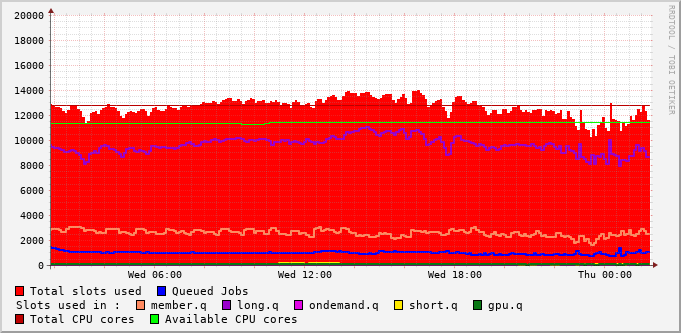 20000
18000
16000
14000
12000
10000
8000
6000
4000
2000
0
Wed 06:00 Wed 12:00 Wed 18:00 Thu 00:00
Total slots used Queued Jobs
Slots used in : member.q long.q ondemand.q short.q gpu.q
Total CPU cores Available CPU cores
RRDTOOL / TOBI OETIKER